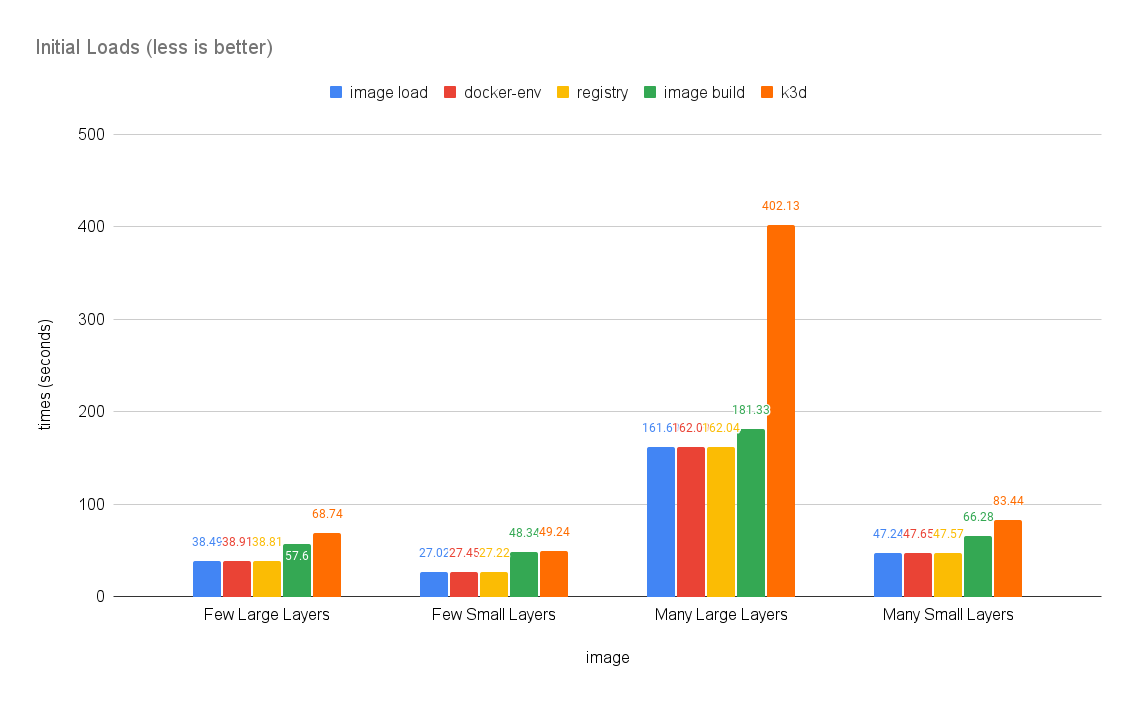 Initial Loads (less is better)
image load docker-env registry image build k3d
500
400
300
200
100
0
times (seconds)
38.49 38.91 38.81 57.6 68.74
27.02 27.45 27.22 48.34 49.24
181.33 402.13
47.24 47.65 47.57 66.28 83.44
Few Large Layers Few Small Layers Many Large Layers Many Small Layers
image